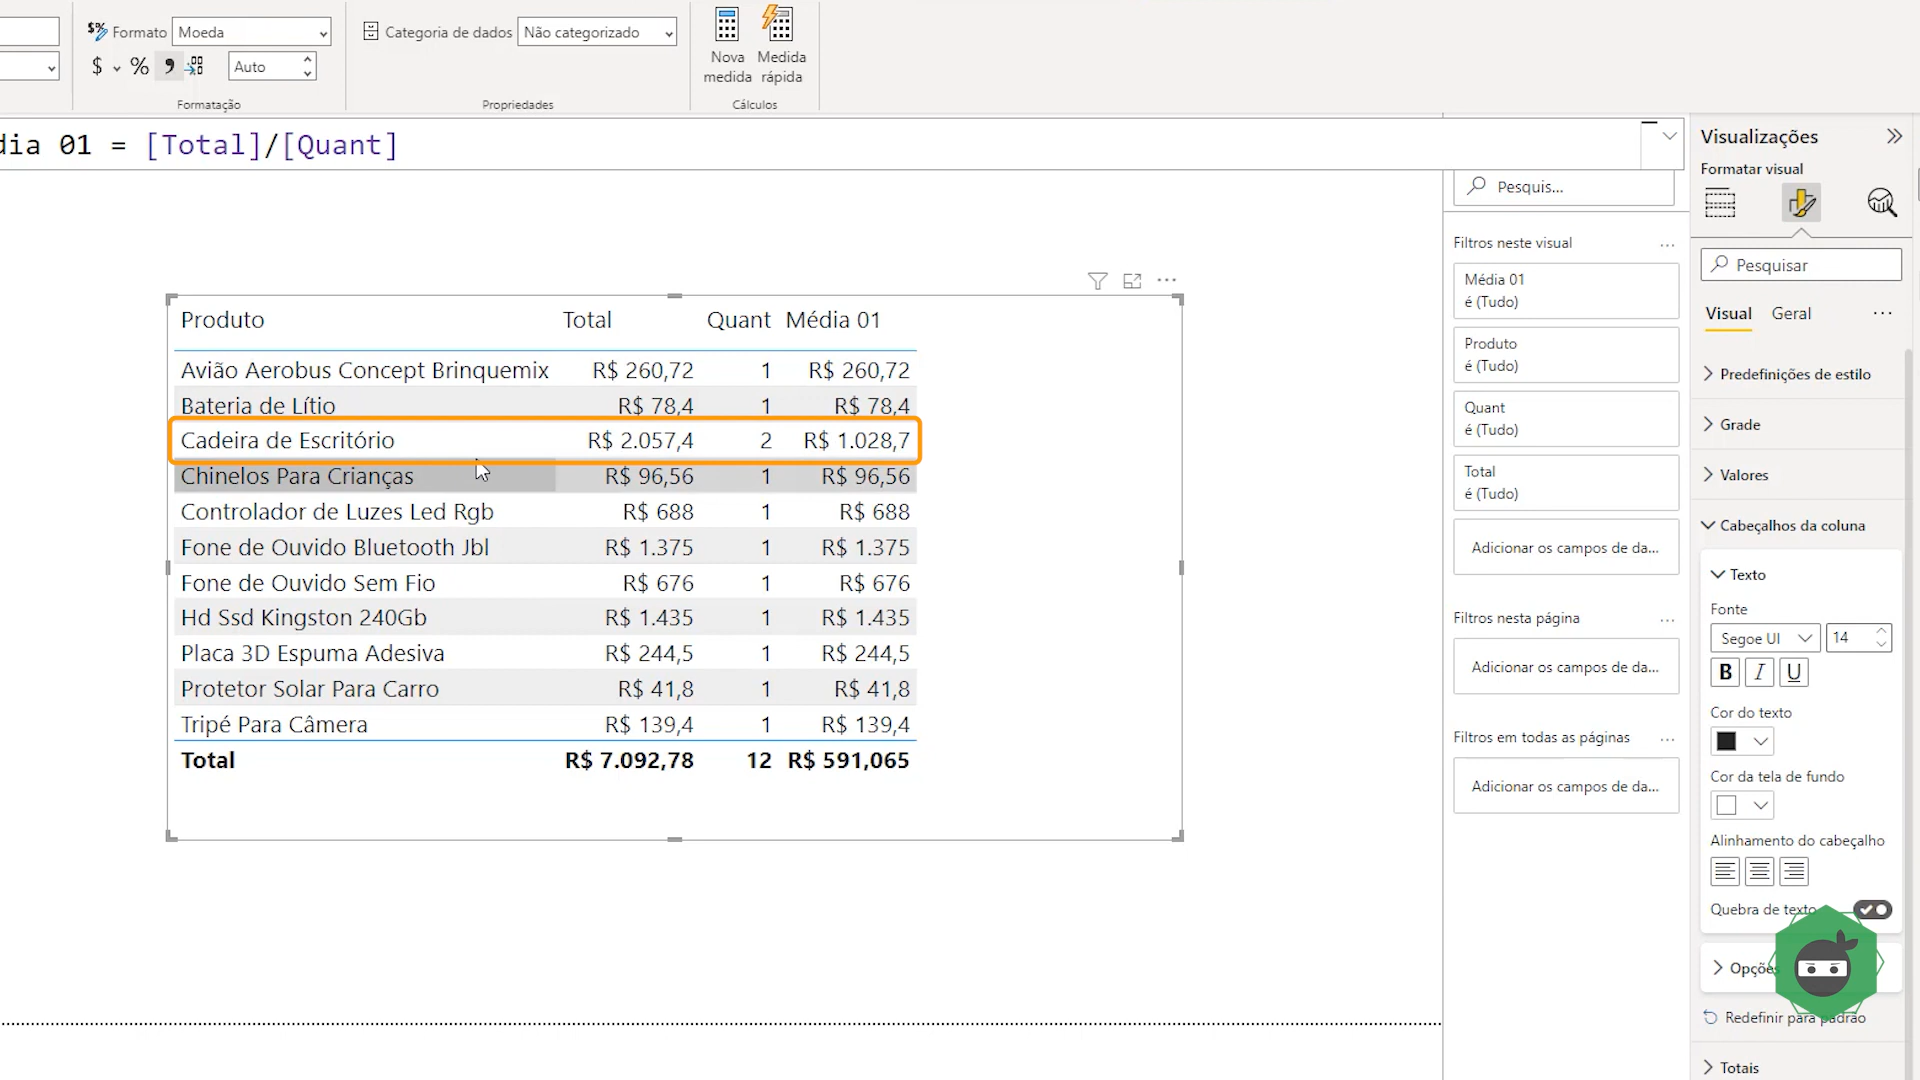 Formato Moeda
$ % 9 Auto
Formatação
Categoria de dados Não categorizado
Propriedades
Nova medida
Medida rápida
Cálculos
dia 01 = [Total]/[Quant]
Produto Total Quant Média 01
Avião Aerobus Concept Brinquemix R$ 260,72 1 R$ 260,72
Bateria de Lítio R$ 78,4 1 R$ 78,4
Cadeira de Escritório R$ 2.057,4 2 R$ 1.028,7
Chinelos Para Crianças R$ 96,56 1 R$ 96,56
Controlador de Luzes Led Rgb R$ 688 1 R$ 688
Fone de Ouvido Bluetooth Jbl R$ 1.375 1 R$ 1.375
Fone de Ouvido Sem Fio R$ 676 1 R$ 676
Hd Ssd Kingston 240Gb R$ 1.435 1 R$ 1.435
Placa 3D Espuma Adesiva R$ 244,5 1 R$ 244,5
Protetor Solar Para Carro R$ 41,8 1 R$ 41,8
Tripé Para Câmera R$ 139,4 1 R$ 139,4
Total R$ 7.092,78 12 R$ 591,065
Pesquis...
Filtros neste visual ...
Média 01
é (Tudo)
Produto
é (Tudo)
Quant
é (Tudo)
Total
é (Tudo)
Adicionar os campos de da...
Filtros nesta página ...
Adicionar os campos de da...
Filtros em todas as páginas ...
Adicionar os campos de da...
Visualizações
Formatar visual
Pesquisar
Visual Geral ...
Predefinições de estilo
Grade
Valores
Cabeçalhos da coluna
Texto
Fonte
Segoe UI 14
B I U
Cor do texto
Cor da tela de fundo
Alinhamento do cabeçalho
Quebra de texto
Opções
Redefinir para padrão
Totais